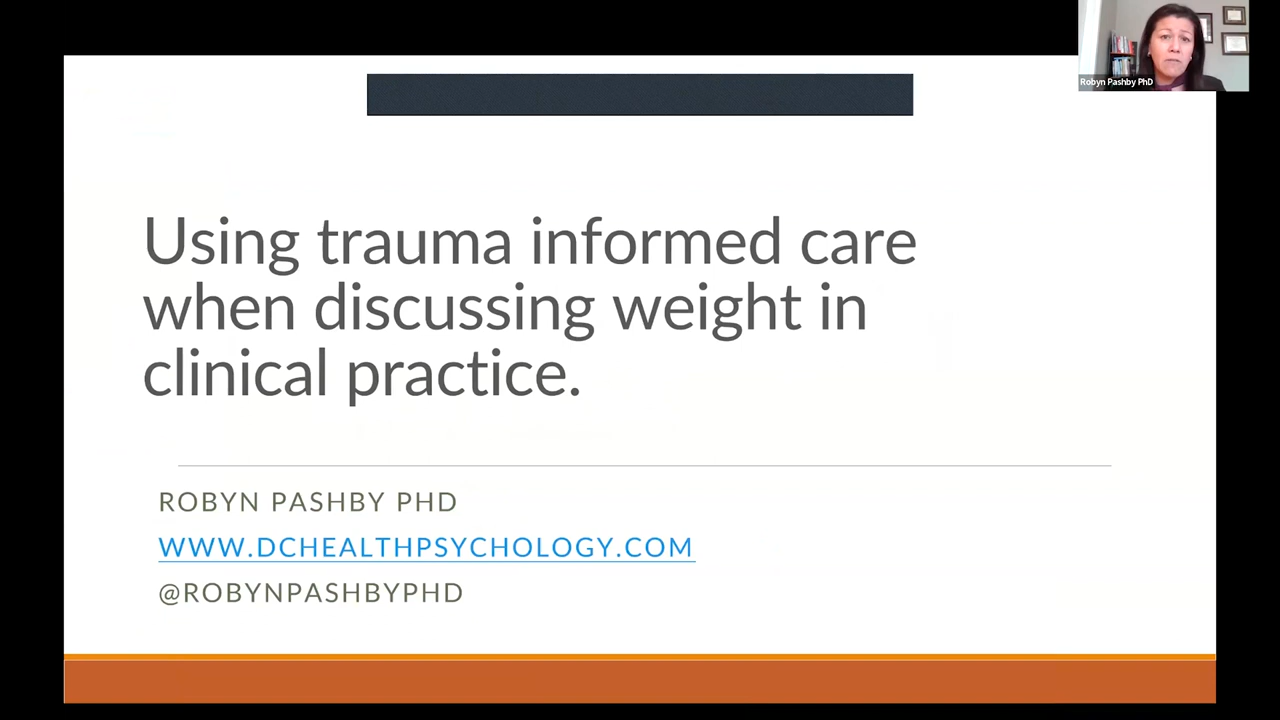 Robyn Pashby PhD
Using trauma informed care
when discussing weight in
clinical practice.
ROBYN PASHBY PHD
WWW.DCHEALTHPSYCHOLOGY.COM
@ROBYNPASHBYPHD